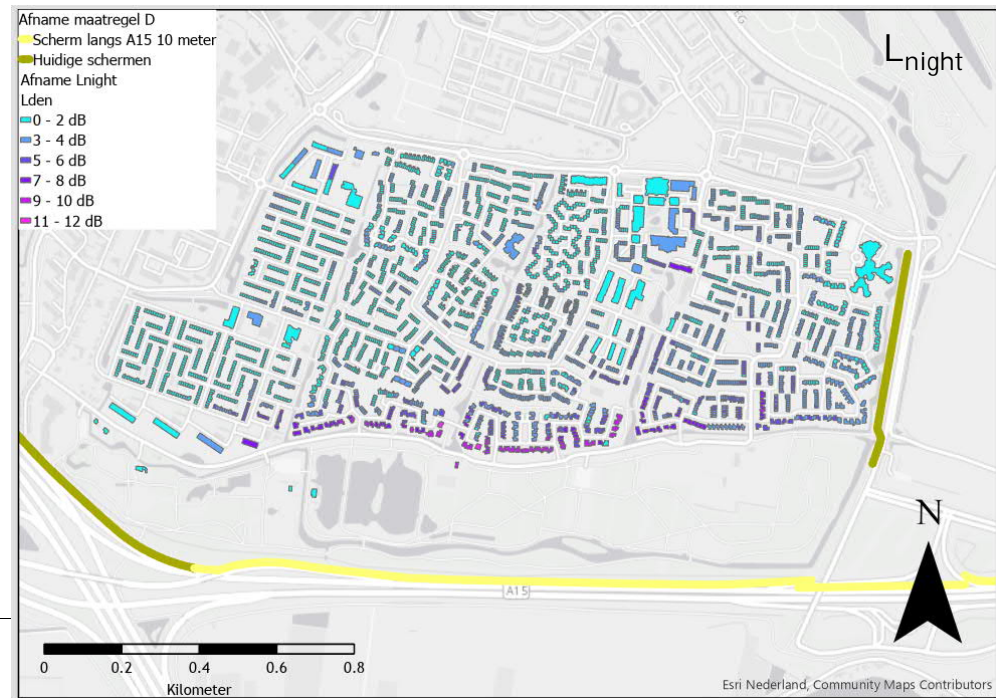 Afname maatregel D
Scherm langs A15 10 meter
Huidige schermen
Afname Lnight
Lden
0 - 2 dB
3 - 4 dB
5 - 6 dB
7 - 8 dB
9 - 10 dB
11 - 12 dB
Lnight
EG
A15
N
0 0.2 0.4 0.6 0.8
Kilometer
Esri Nederland, Community Maps Contributors